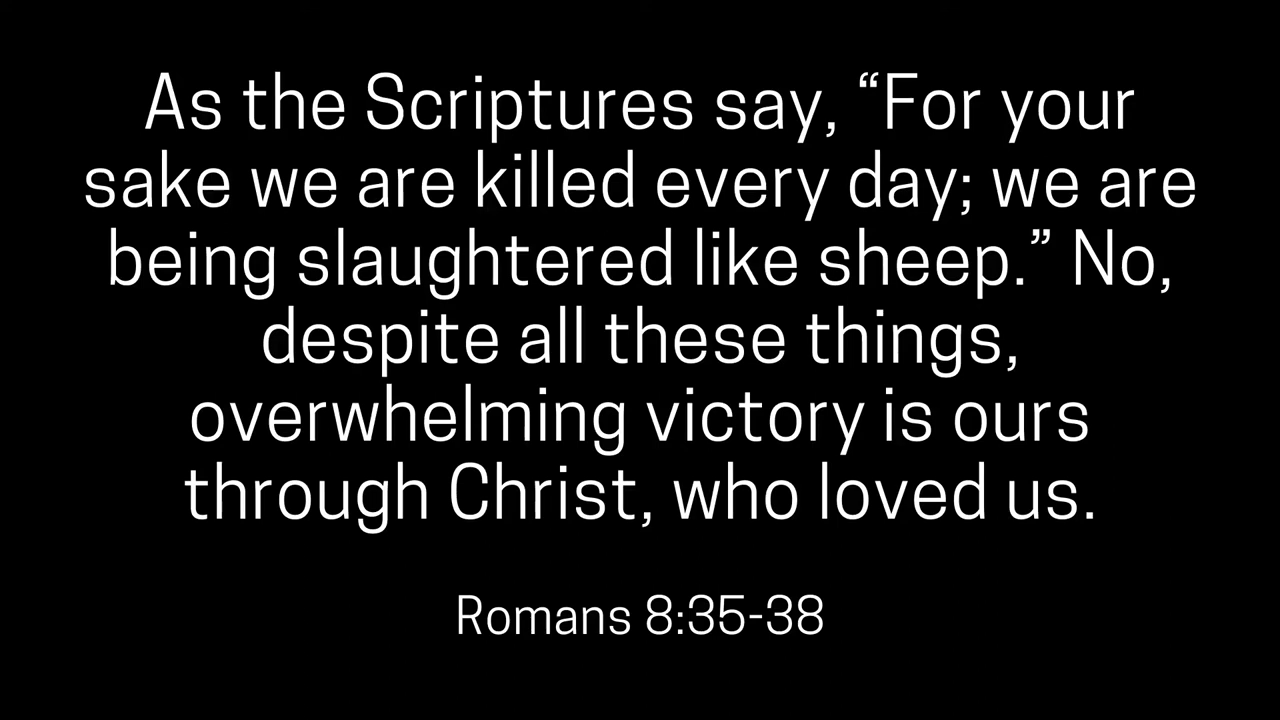 As the Scriptures say, “For your
sake we are killed every day; we are
being slaughtered like sheep.” No,
despite all these things,
overwhelming victory is ours
through Christ, who loved us.
Romans 8:35-38